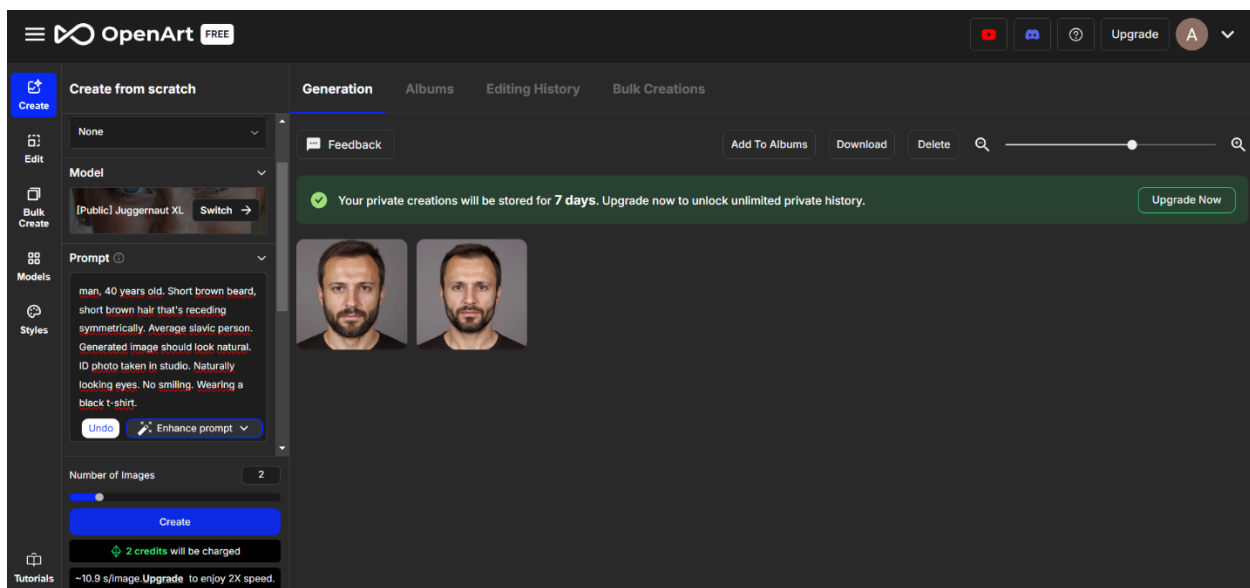 OpenArt FREE
Upgrade
A
Create
Edit
Bulk
Create
Models
Styles
Tutorials
Create from scratch
None
Model
[Public] Juggernaut XL
Switch →
Prompt
man, 40 years old. Short brown beard,
short brown hair that's receding
symmetrically. Average slavic person.
Generated image should look natural.
ID photo taken in studio. Naturally
looking eyes. No smiling. Wearing a
black t-shirt.
Undo
Enhance prompt
Number of Images
2
Create
2 credits will be charged
~10.9 s/image.Upgrade to enjoy 2X speed.
Generation
Albums
Editing History
Bulk Creations
Feedback
Add To Albums
Download
Delete
Your private creations will be stored for 7 days. Upgrade now to unlock unlimited private history.
Upgrade Now